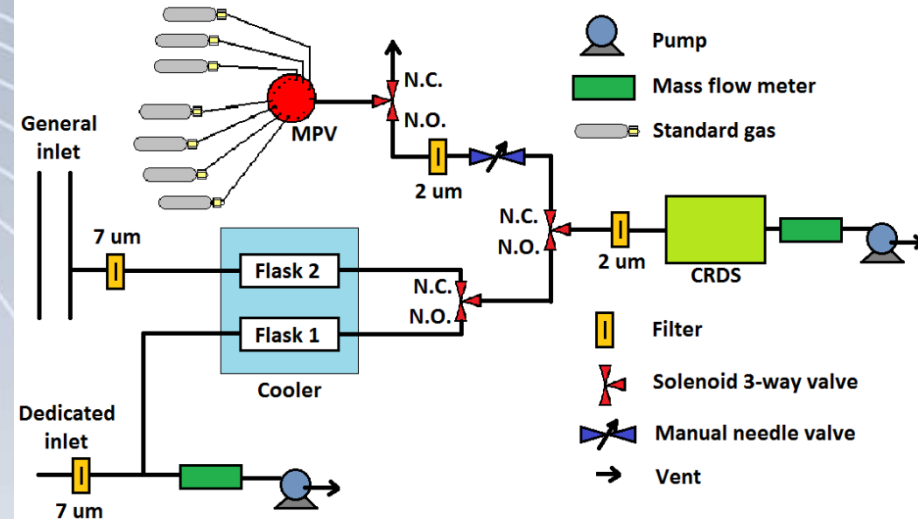 General
inlet
7 um
Flask 2
Flask 1
Cooler
Dedicated
inlet
7 um
MPV
N.C.
N.O.
2 um
N.C.
N.O.
N.C.
N.O.
2 um
CRDS
Pump
Mass flow meter
Standard gas
Filter
Solenoid 3-way valve
Manual needle valve
Vent